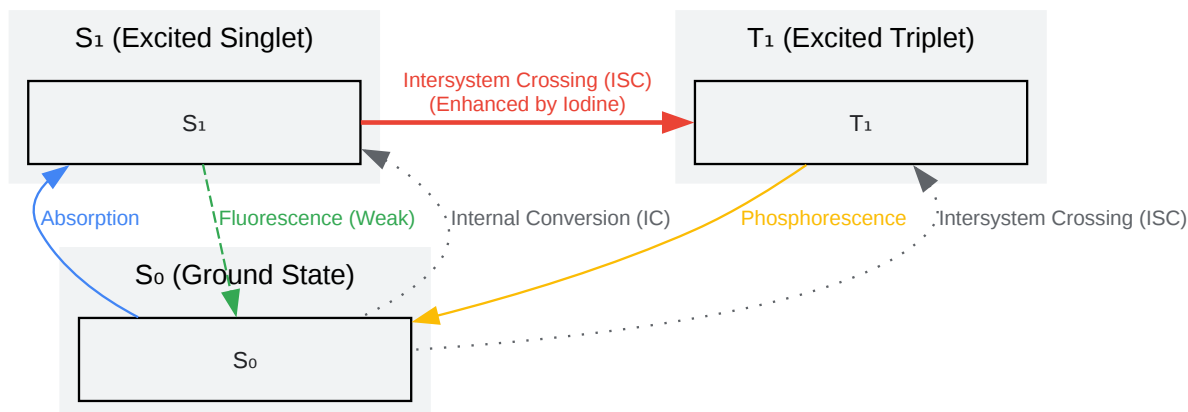 S₁ (Excited Singlet)
T₁ (Excited Triplet)
Intersystem Crossing (ISC)
(Enhanced by Iodine)
S₁
T₁
Absorption
Fluorescence (Weak)
Internal Conversion (IC)
Phosphorescence
Intersystem Crossing (ISC)
S₀ (Ground State)
S₀